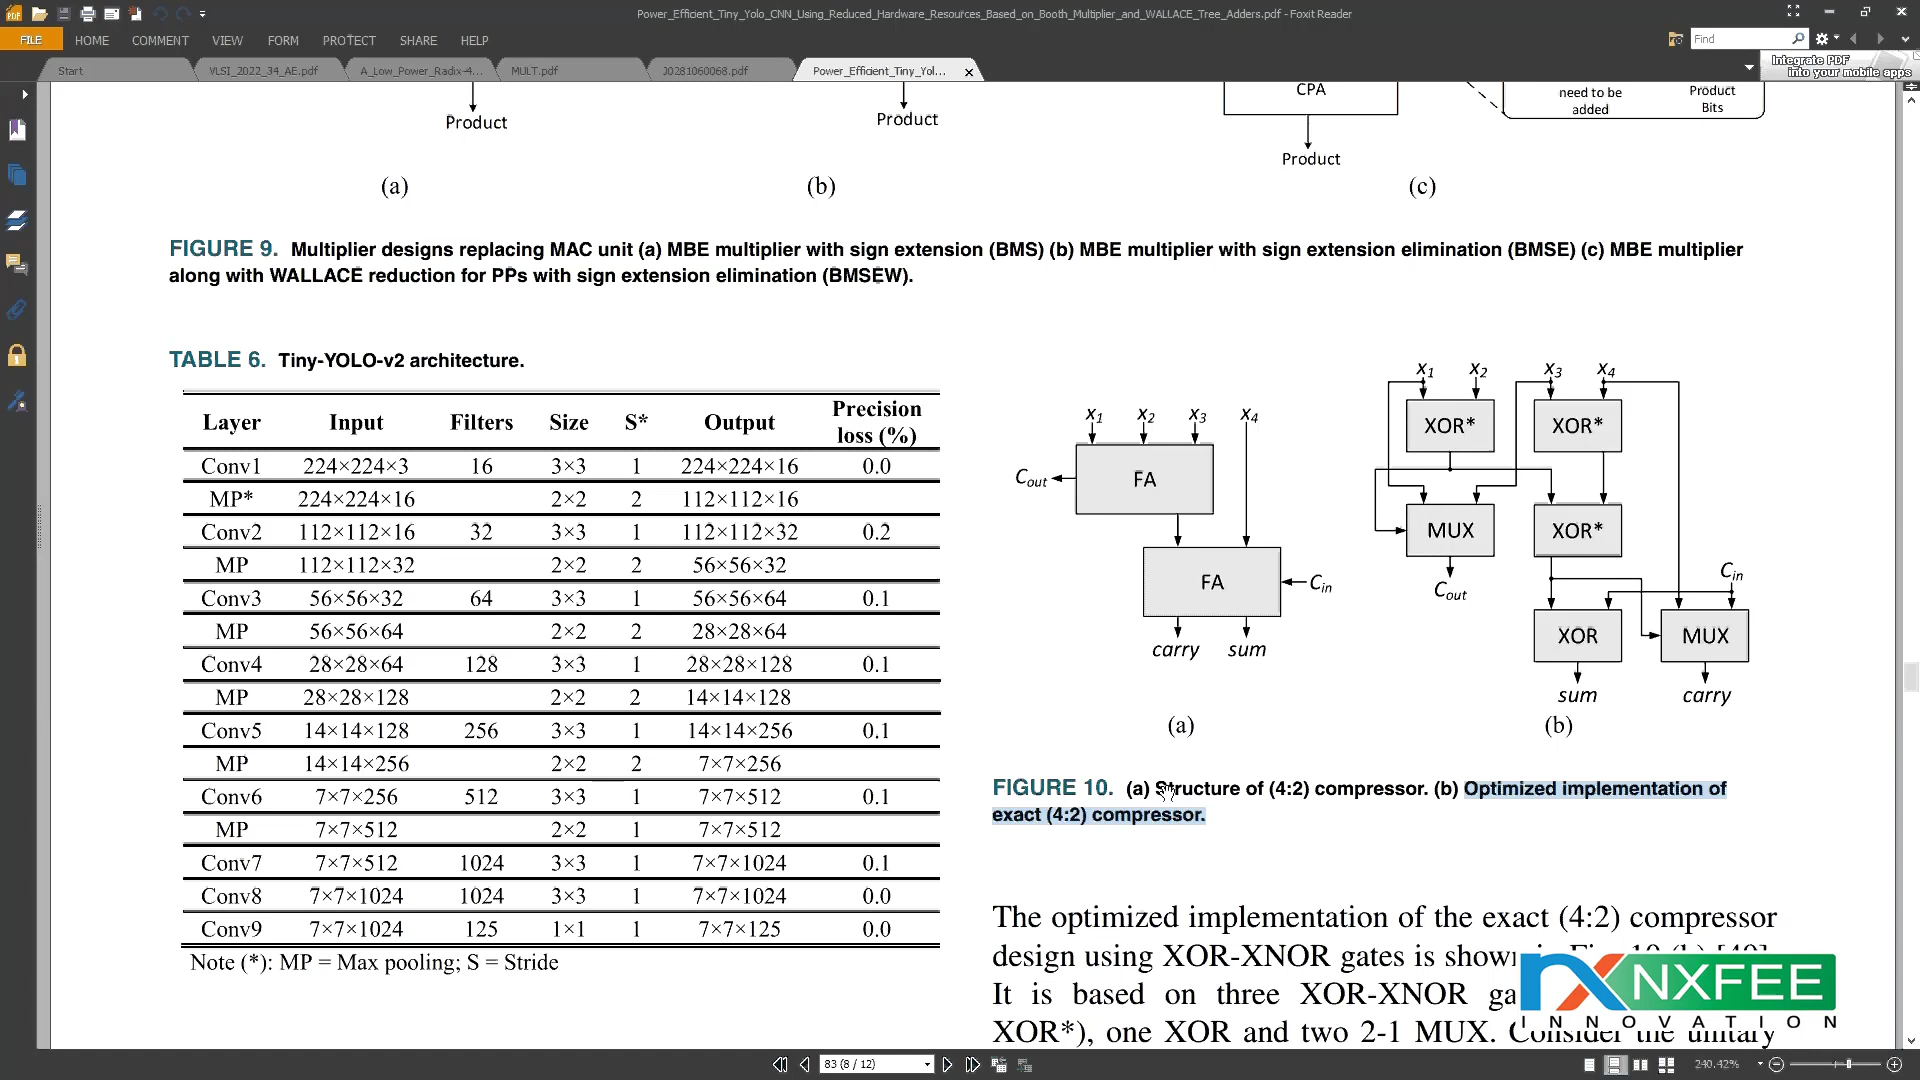 Power_Efficient_Tiny_Yolo_CNN_Using_Reduced_Hardware_Resources_Based_on_Booth_Multiplier_and_WALLACE_Tree_Adders.pdf - Foxit Reader
FILE HOME COMMENT VIEW FORM PROTECT SHARE HELP
Find
Start VLSI_2022_34_AE.pdf A_Low_Power_Radix-4... MULT.pdf J0281060068.pdf Power_Efficient_Tiny_Yol...
Integrate PDF
into your mobile apps
Product
(a)
Product
(b)
CPA
Product
need to be
added
Product
Bits
(c)
FIGURE 9. Multiplier designs replacing MAC unit (a) MBE multiplier with sign extension (BMS) (b) MBE multiplier with sign extension elimination (BMSE) (c) MBE multiplier
along with WALLACE reduction for PPs with sign extension elimination (BMSEW).
TABLE 6. Tiny-YOLO-v2 architecture.
Layer Input Filters Size S* Output Precision loss (%)
Conv1 224×224×3 16 3×3 1 224×224×16 0.0
MP* 224×224×16 2×2 2 112×112×16
Conv2 112×112×16 32 3×3 1 112×112×32 0.2
MP 112×112×32 2×2 2 56×56×32
Conv3 56×56×32 64 3×3 1 56×56×64 0.1
MP 56×56×64 2×2 2 28×28×64
Conv4 28×28×64 128 3×3 1 28×28×128 0.1
MP 28×28×128 2×2 2 14×14×128
Conv5 14×14×128 256 3×3 1 14×14×256 0.1
MP 14×14×256 2×2 2 7×7×256
Conv6 7×7×256 512 3×3 1 7×7×512 0.1
MP 7×7×512 2×2 1 7×7×512
Conv7 7×7×512 1024 3×3 1 7×7×1024 0.1
Conv8 7×7×1024 1024 3×3 1 7×7×1024 0.0
Conv9 7×7×1024 125 1×1 1 7×7×125 0.0
Note (*): MP = Max pooling; S = Stride
x1 x2 x3 x4
Cout FA
FA Cin
carry sum
(a)
x1 x2 x3 x4
XOR* XOR*
MUX XOR*
Cout Cin
XOR MUX
sum carry
(b)
FIGURE 10. (a) Structure of (4:2) compressor. (b) Optimized implementation of
exact (4:2) compressor.
The optimized implementation of the exact (4:2) compressor
design using XOR-XNOR gates is shown
It is based on three XOR-XNOR
XOR*), one XOR and two 2-1 MUX. Consider the unitary
NXFEE
INNOVATION
83 (8 / 12)
240.42%